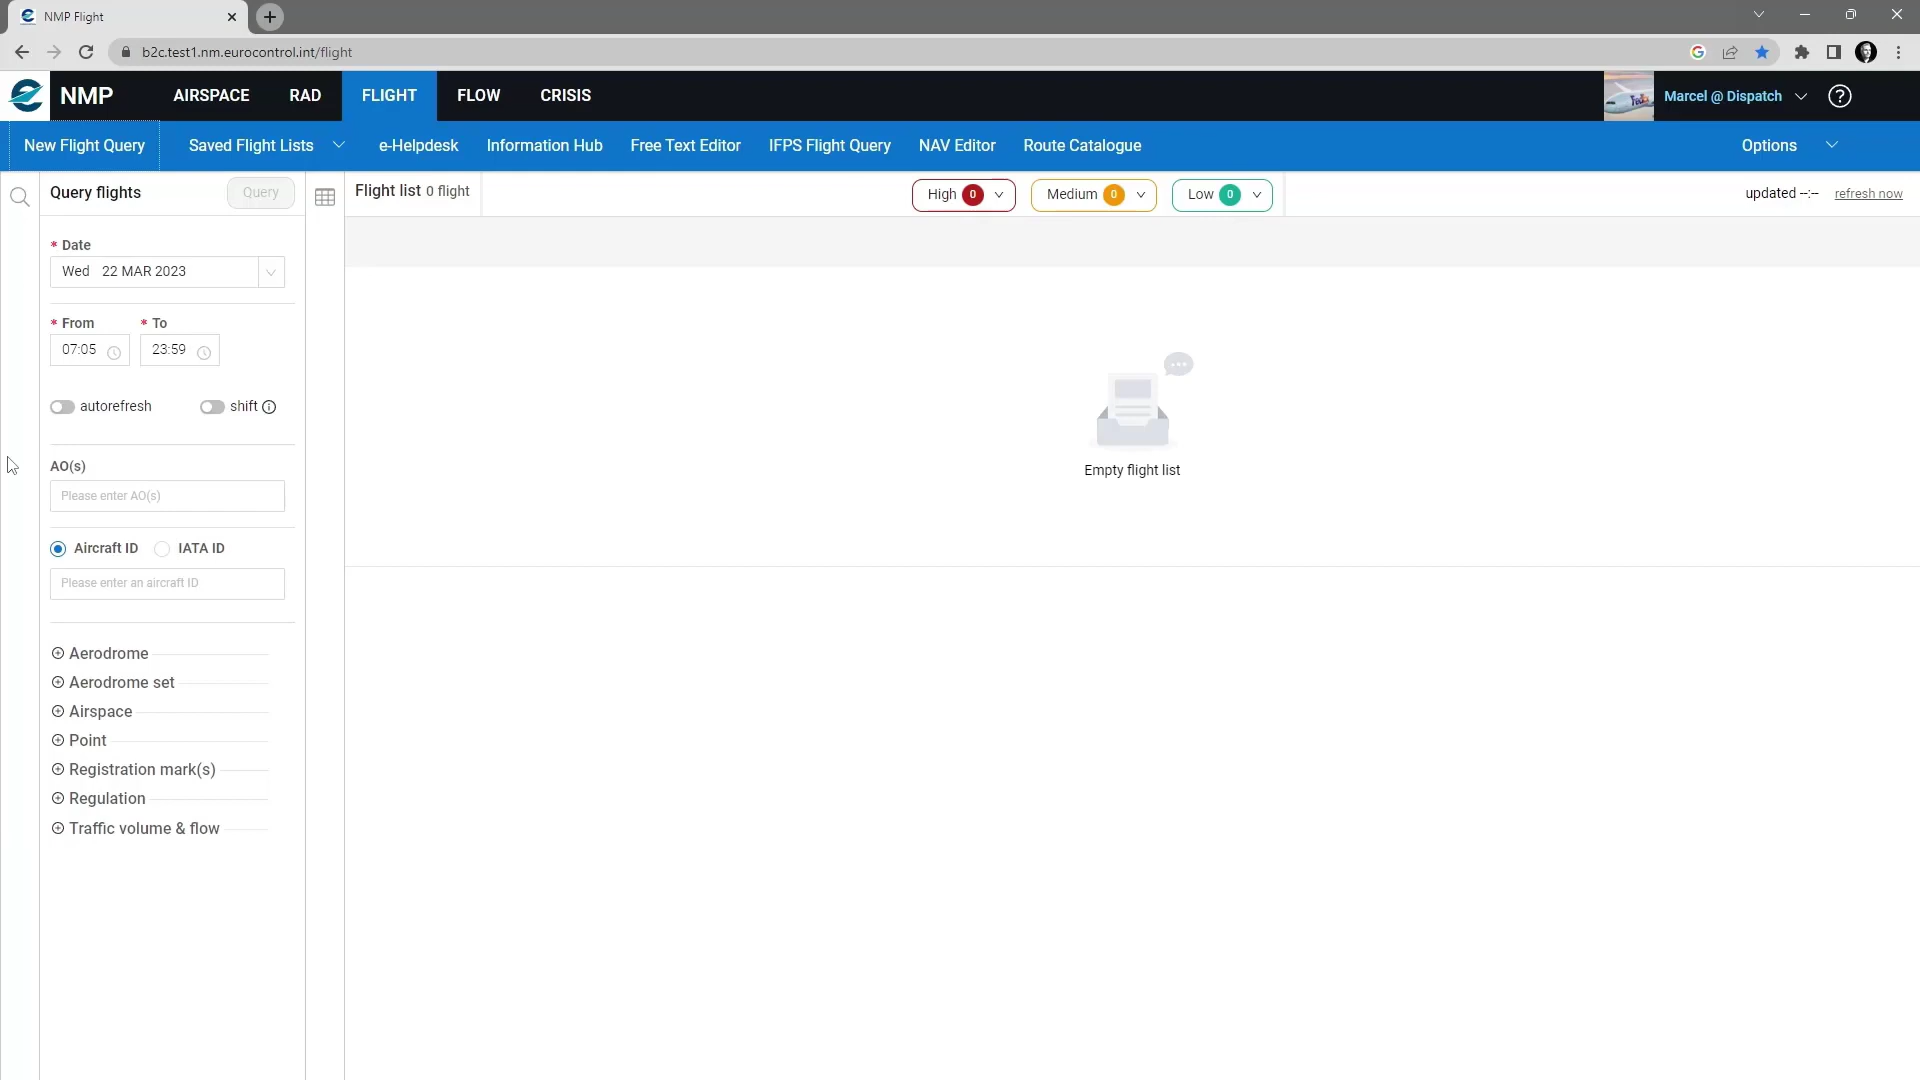 NMP Flight
b2c.test1.nm.eurocontrol.int/flight
NMP AIRSPACE RAD FLIGHT FLOW CRISIS Marcel @ Dispatch
New Flight Query Saved Flight Lists e-Helpdesk Information Hub Free Text Editor IFPS Flight Query NAV Editor Route Catalogue Options
Query flights Query
Flight list 0 flight High 0 Medium 0 Low 0 updated --:-- refresh now
* Date
Wed 22 MAR 2023
* From * To
07:05 23:59
autorefresh shift
AO(s)
Please enter AO(s)
Aircraft ID IATA ID
Please enter an aircraft ID
Aerodrome
Aerodrome set
Airspace
Point
Registration mark(s)
Regulation
Traffic volume & flow
Empty flight list